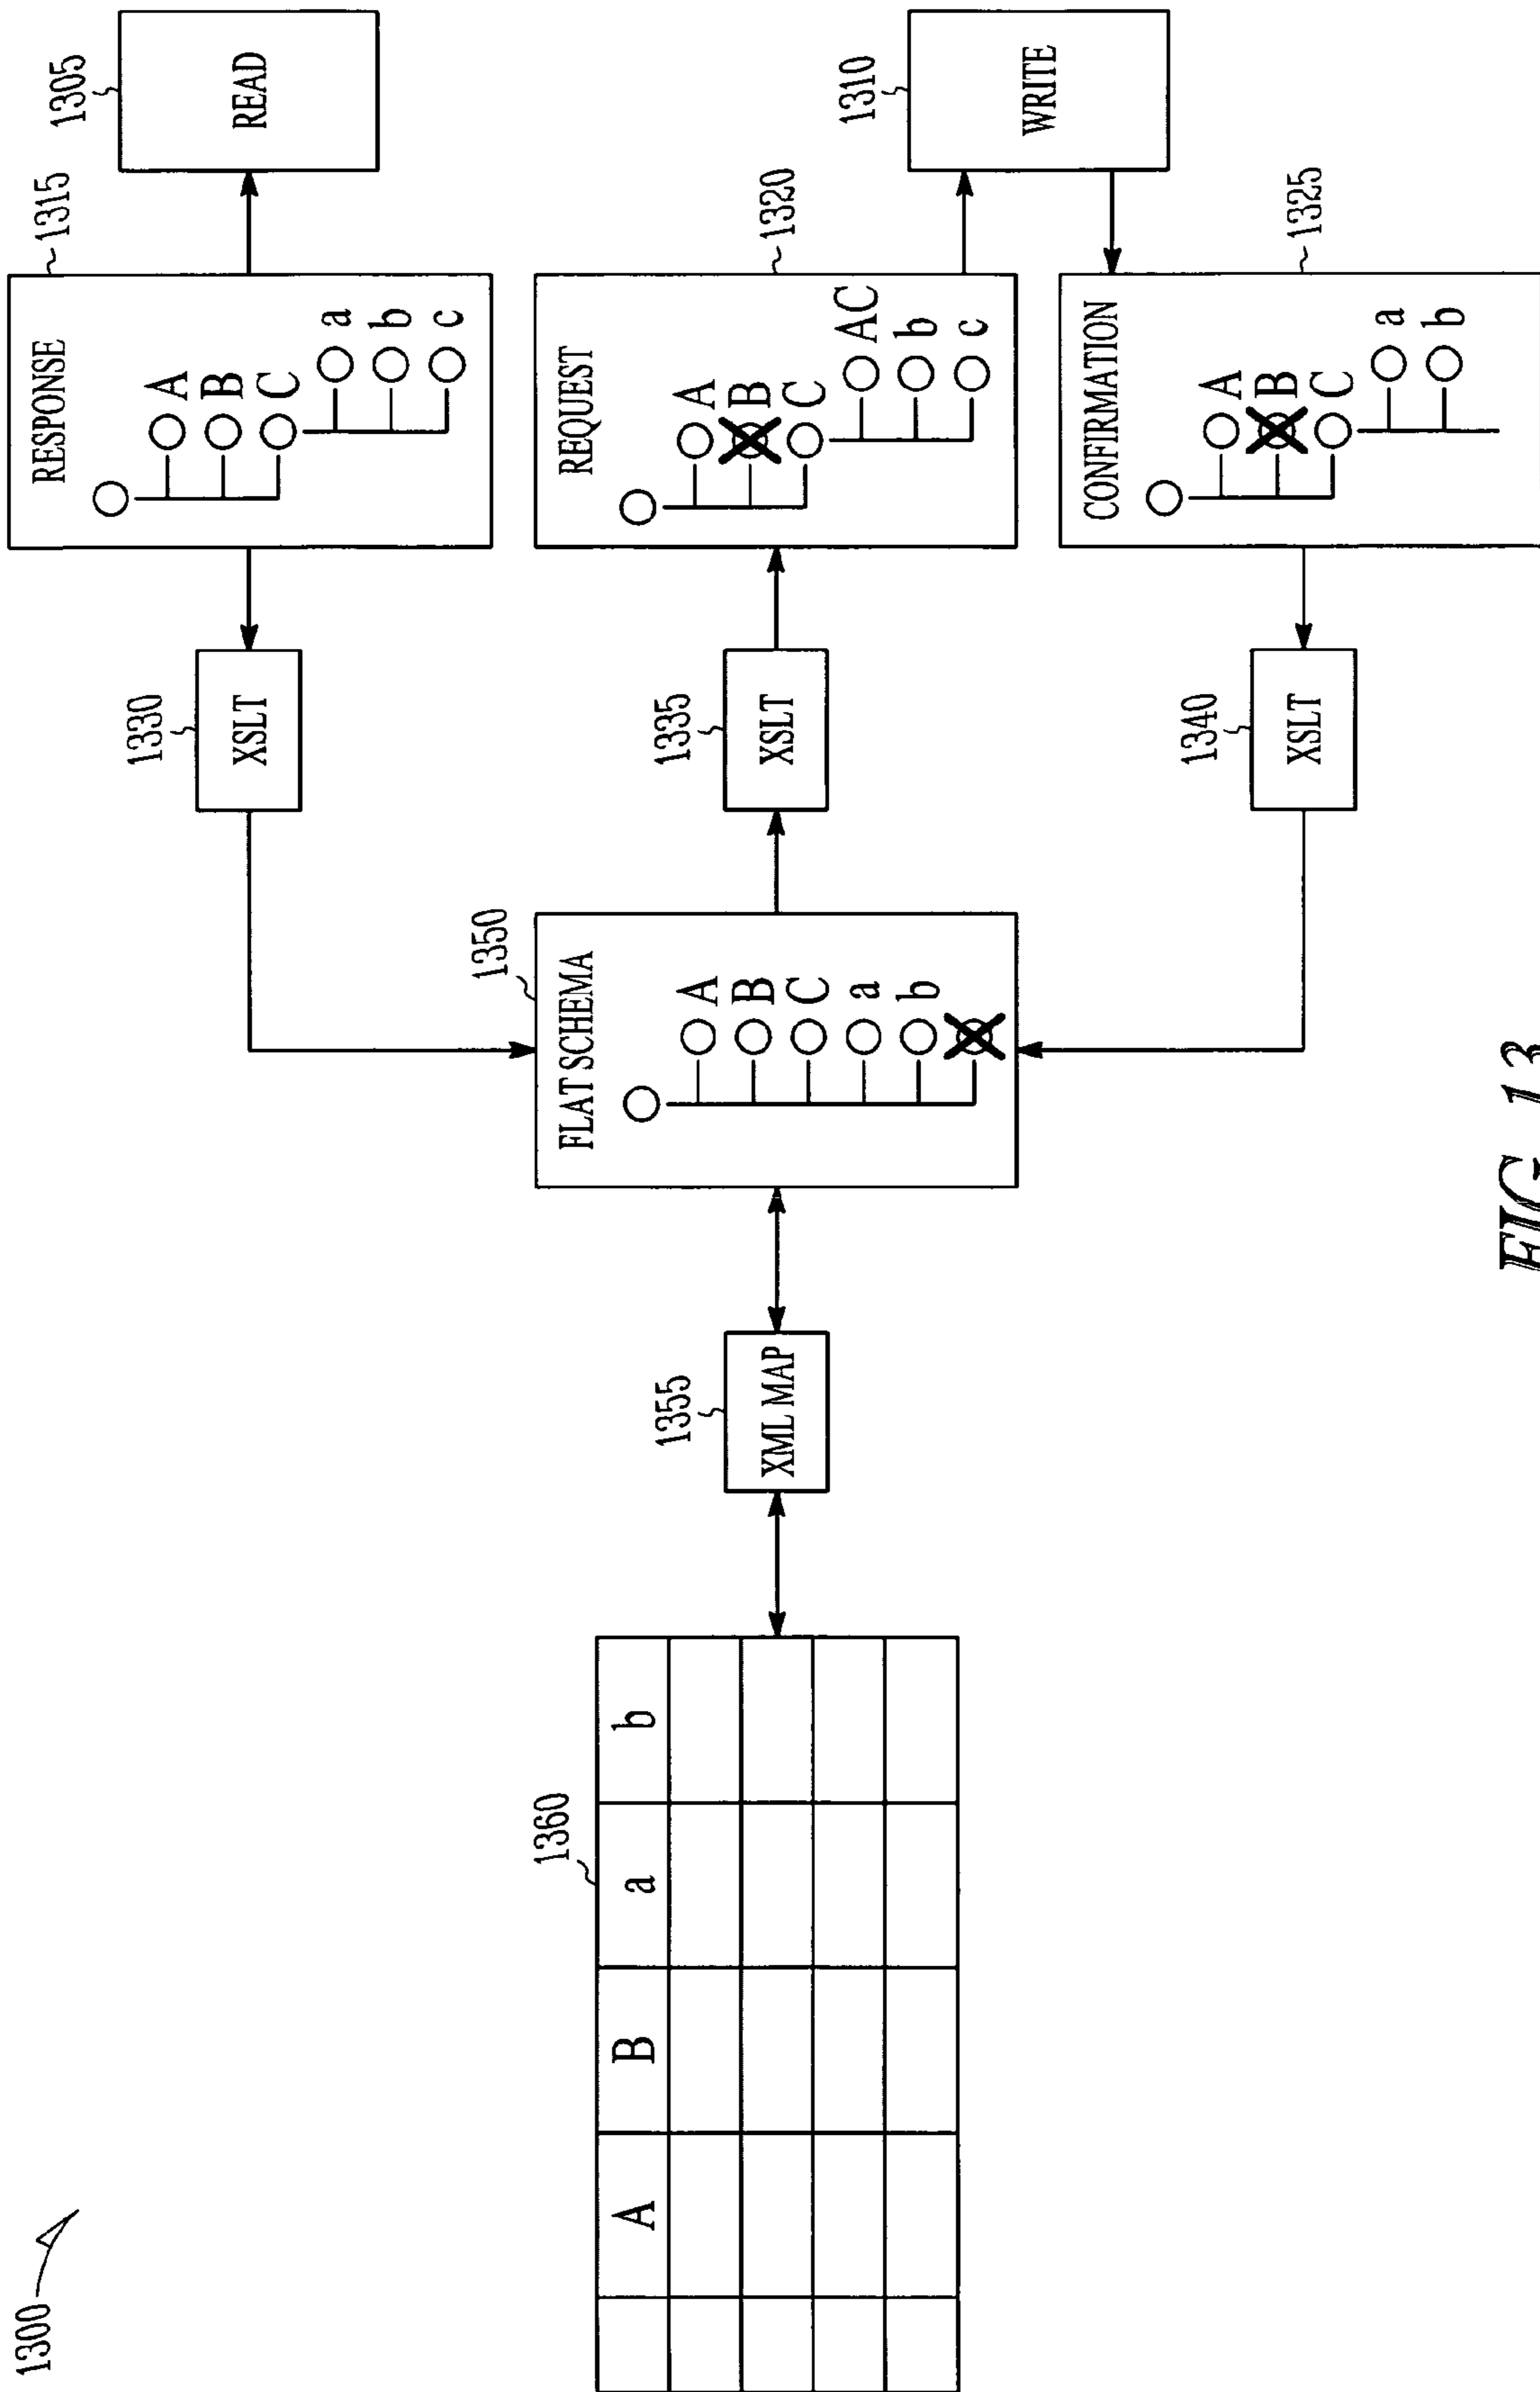 1300
1315
RESPONSE
A
B
C
a
b
c
1305
READ
1330
XSLT
1360
A B a b
1355
XML MAP
1350
FLAT SCHEMA
A
B
C
a
b
1335
XSLT
1320
REQUEST
A
B
C
AC
b
c
1310
WRITE
1340
XSLT
1325
CONFIRMATION
A
B
C
a
b
FIG. 13